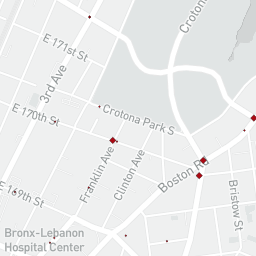 Croton
E 171st St
3rd Ave
E 170th St
Crotona Park S
Franklin Ave
Clinton Ave
Boston Rd
Bristow St
E 169th St
Bronx-Lebanon
Hospital Center